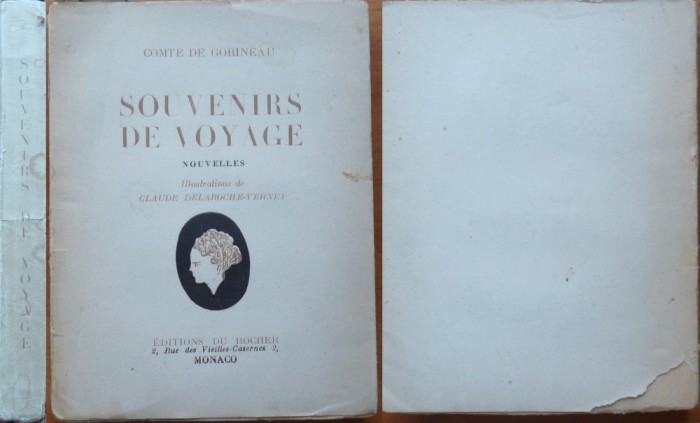 SOUVENIRS DE VOYAGE
COMTE DE GOBINEAU
SOUVENIRS
DE VOYAGE
NOUVELLES
Illustrations de
CLAUDE DELAROCHE-VERNET
ÉDITIONS DU ROCHER
2, Rue des Vieilles-Casernes 2,
MONACO